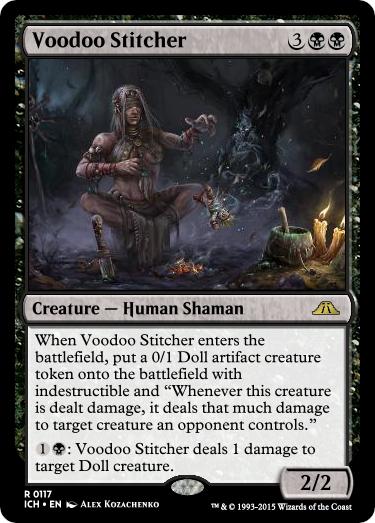 Voodoo Stitcher 3
Creature — Human Shaman
When Voodoo Stitcher enters the
battlefield, put a 0/1 Doll artifact creature
token onto the battlefield with
indestructible and “Whenever this creature
is dealt damage, it deals that much damage
to target creature an opponent controls.”
1 : Voodoo Stitcher deals 1 damage to
target Doll creature.
2/2
R 0117
ICH • EN Alex Kozachenko
™ & © 1993-2015 Wizards of the Coast